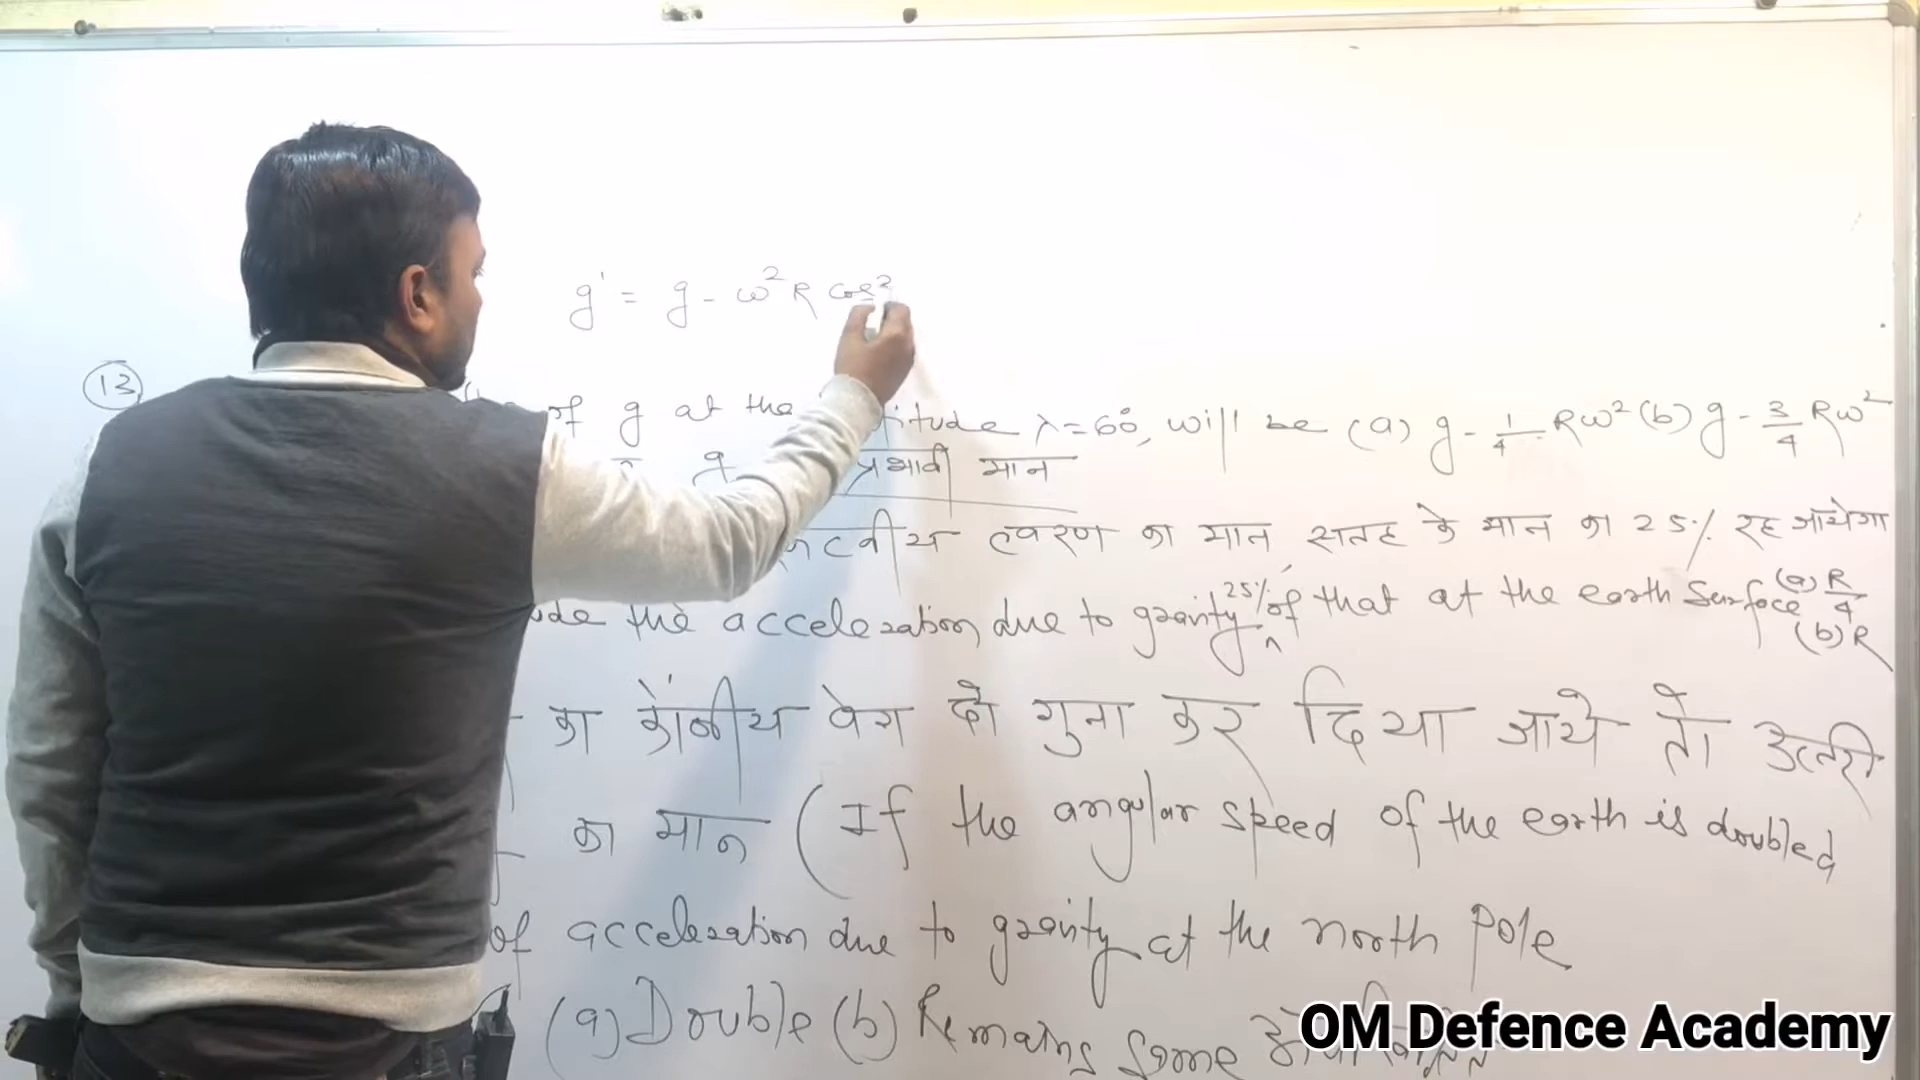 g' = g - ω² R cos²
13
of g at the λ=60°, will be (a) g - 1/4 Rω² (b) g - 3/4 Rω²
प्रभावी मान
त्वरण का मान, सतह के मान का 25% रह जायेगा
the acceleration due to gravity 25% of that at the earth Surface (a) R/4
(b) R
का कोंणीय वेग दो गुना कर दिया जाये तो उत्तरी
का मान (If the angular speed of the earth is doubled
of acceleration due to gravity at the north pole
(a) Double (b) Remains Same
OM Defence Academy